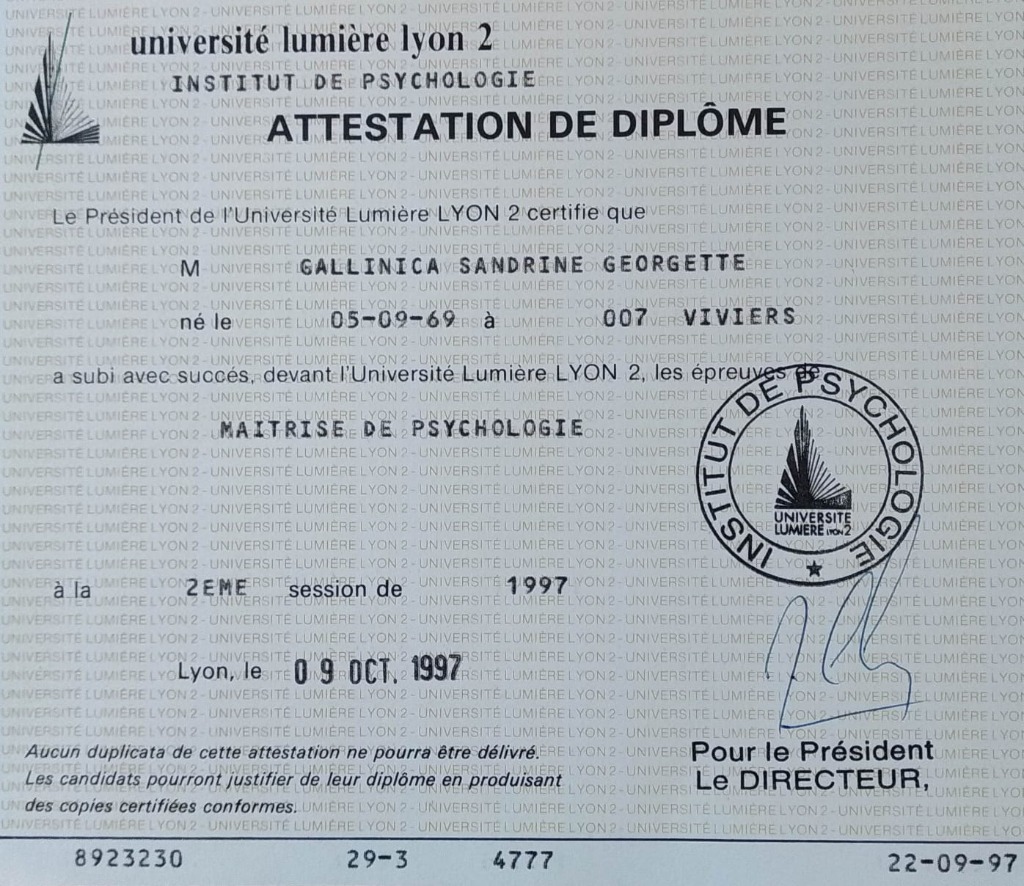 université lumière lyon 2
INSTITUT DE PSYCHOLOGIE
ATTESTATION DE DIPLÔME
Le Président de l'Université Lumière LYON 2 certifie que
M GALLINICA SANDRINE GEORGETTE
né le 05-09-69 à 007 VIVIERS
a subi avec succés, devant l'Université Lumière LYON 2, les épreuves de
MAITRISE DE PSYCHOLOGIE
INSTITUT DE PSYCHOLOGIE
UNIVERSITE
LUMIERE LYON 2
à la 2EME session de 1997
Lyon, le 09 OCT. 1997
Aucun duplicata de cette attestation ne pourra être délivré.
Les candidats pourront justifier de leur diplôme en produisant
des copies certifiées conformes.
Pour le Président
Le DIRECTEUR,
8923230 29-3 4777 22-09-97